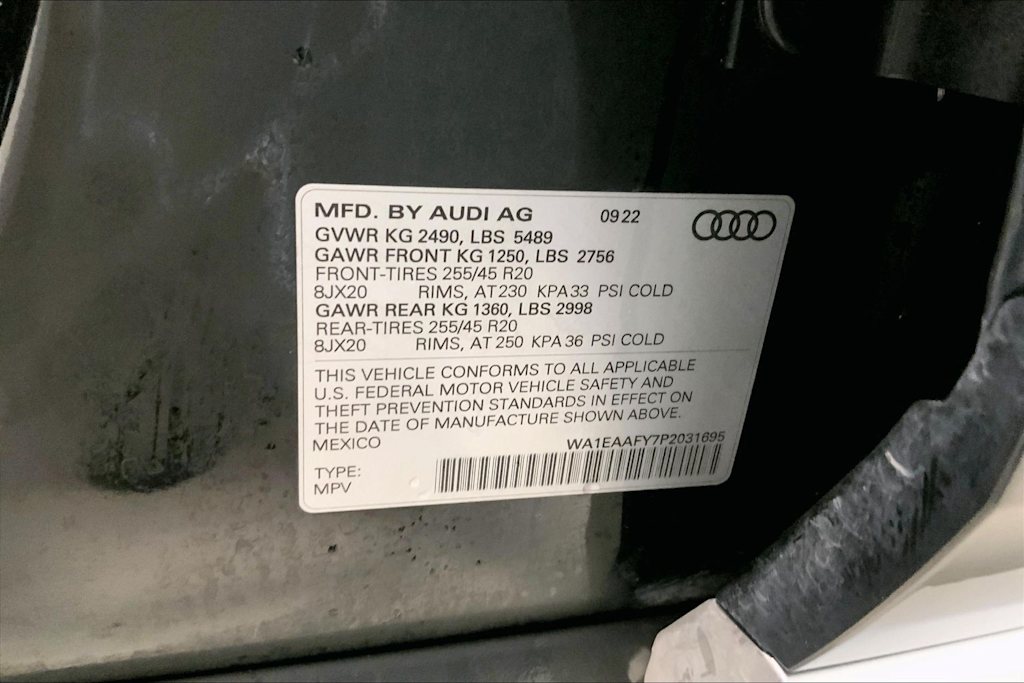 MFD. BY AUDI AG 09 22
GVWR KG 2490, LBS 5489
GAWR FRONT KG 1250, LBS 2756
FRONT-TIRES 255/45 R20
8JX20 RIMS, AT 230 KPA 33 PSI COLD
GAWR REAR KG 1360, LBS 2998
REAR-TIRES 255/45 R20
8JX20 RIMS, AT 250 KPA 36 PSI COLD
THIS VEHICLE CONFORMS TO ALL APPLICABLE
U.S. FEDERAL MOTOR VEHICLE SAFETY AND
THEFT PREVENTION STANDARDS IN EFFECT ON
THE DATE OF MANUFACTURE SHOWN ABOVE.
MEXICO WA1EAAFY7P2031695
TYPE:
MPV